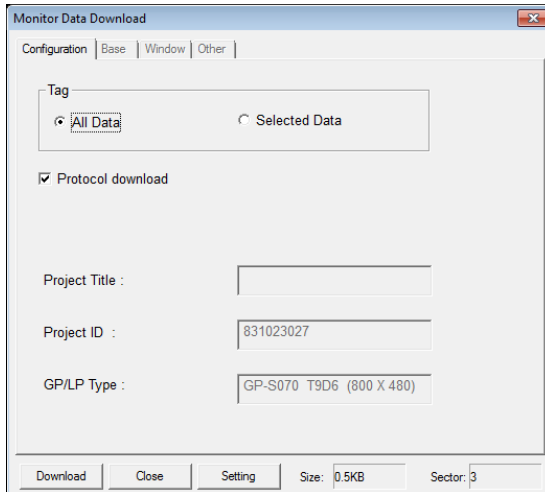 Monitor Data Download
Configuration Base Window Other
Tag
All Data Selected Data
Protocol download
Project Title :
Project ID : 831023027
GP/LP Type : GP-S070 T9D6 (800 X 480)
Download Close Setting Size: 0.5KB Sector: 3